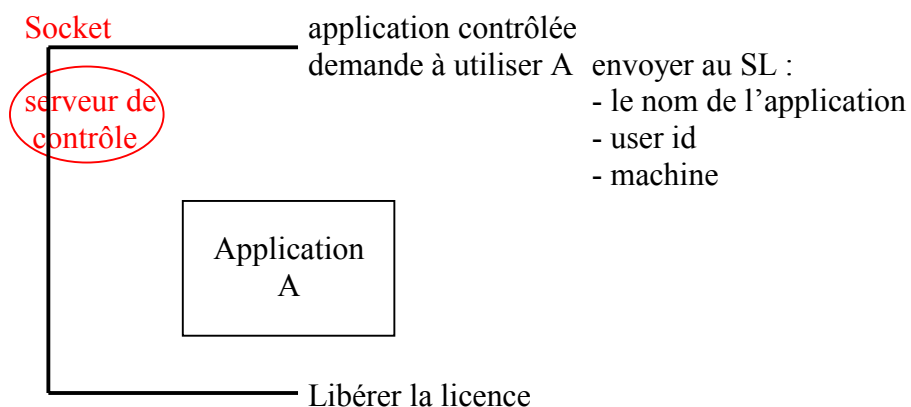 Socket
application contrôlée
demande à utiliser A
envoyer au SL :
- le nom de l’application
- user id
- machine
serveur de
contrôle
Application
A
Libérer la licence